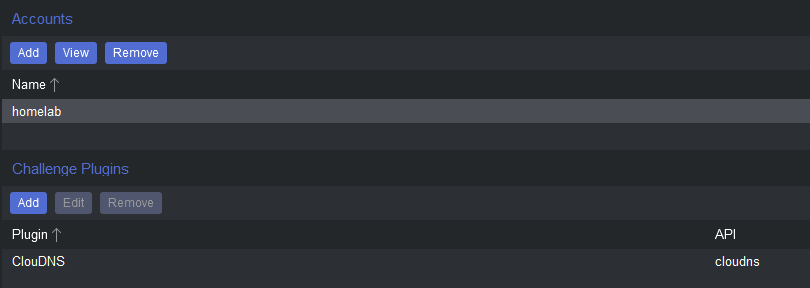 Accounts
Add View Remove
Name
homelab
Challenge Plugins
Add Edit Remove
Plugin API
ClouDNS cloudns